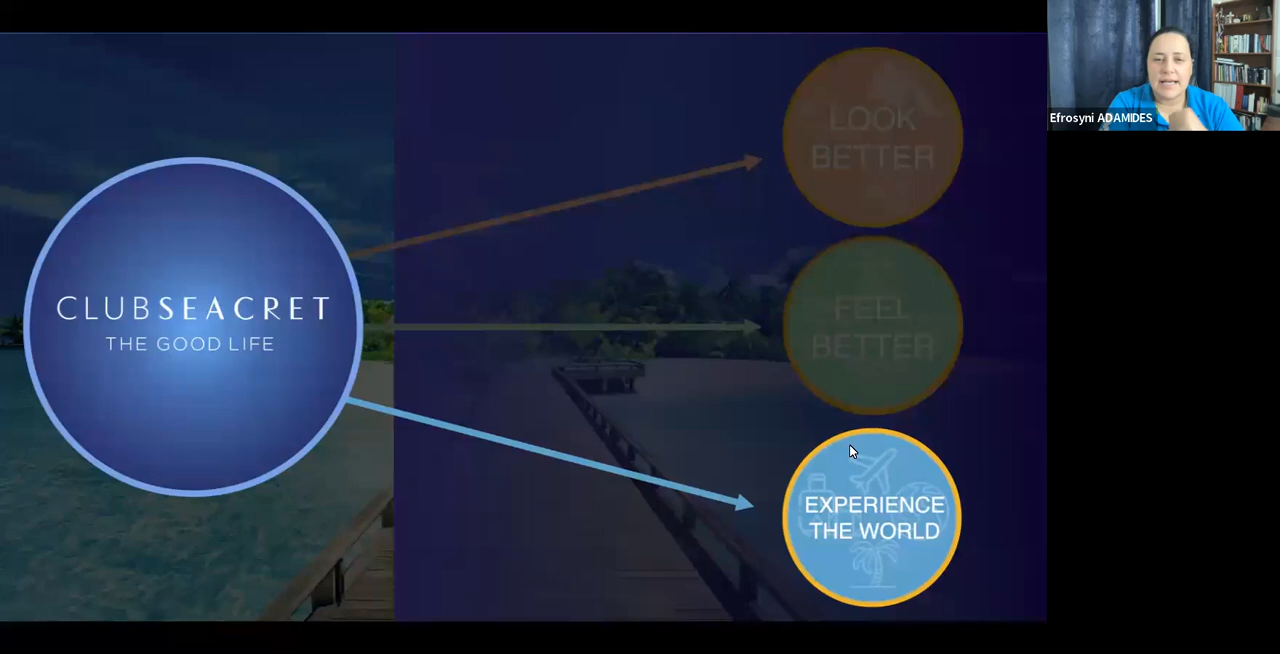 CLUBSEACRET
THE GOOD LIFE
LOOK
BETTER
FEEL
BETTER
EXPERIENCE
THE WORLD
Efrosyni ADAMIDES